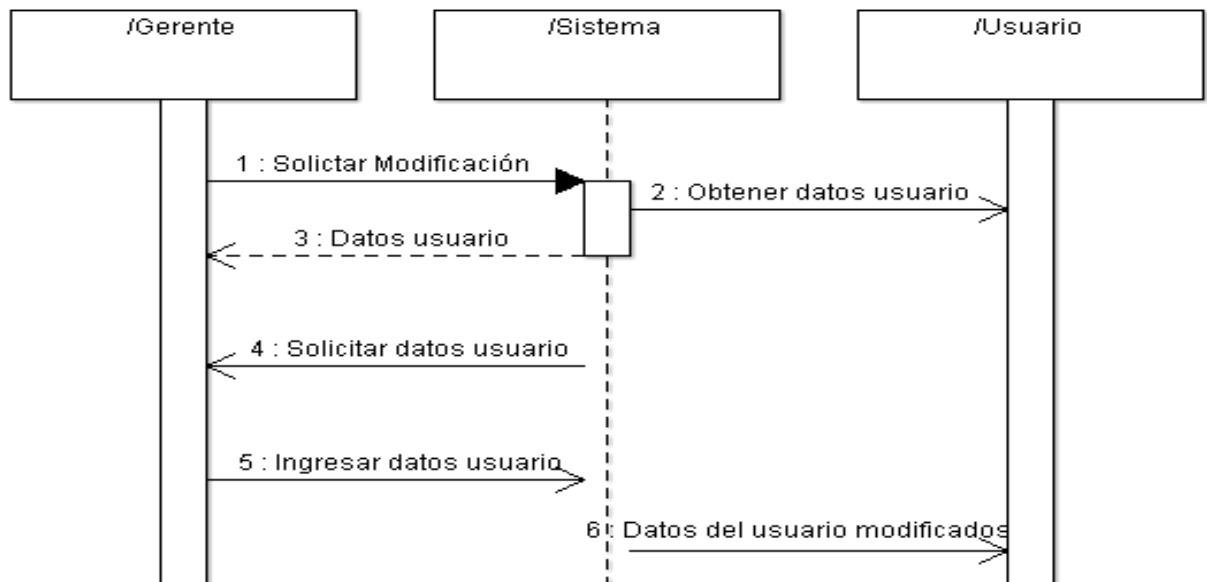 /Gerente
/Sistema
/Usuario
1 : Solictar Modificación
2 : Obtener datos usuario
3 : Datos usuario
4 : Solicitar datos usuario
5 : Ingresar datos usuario
6 : Datos del usuario modificados